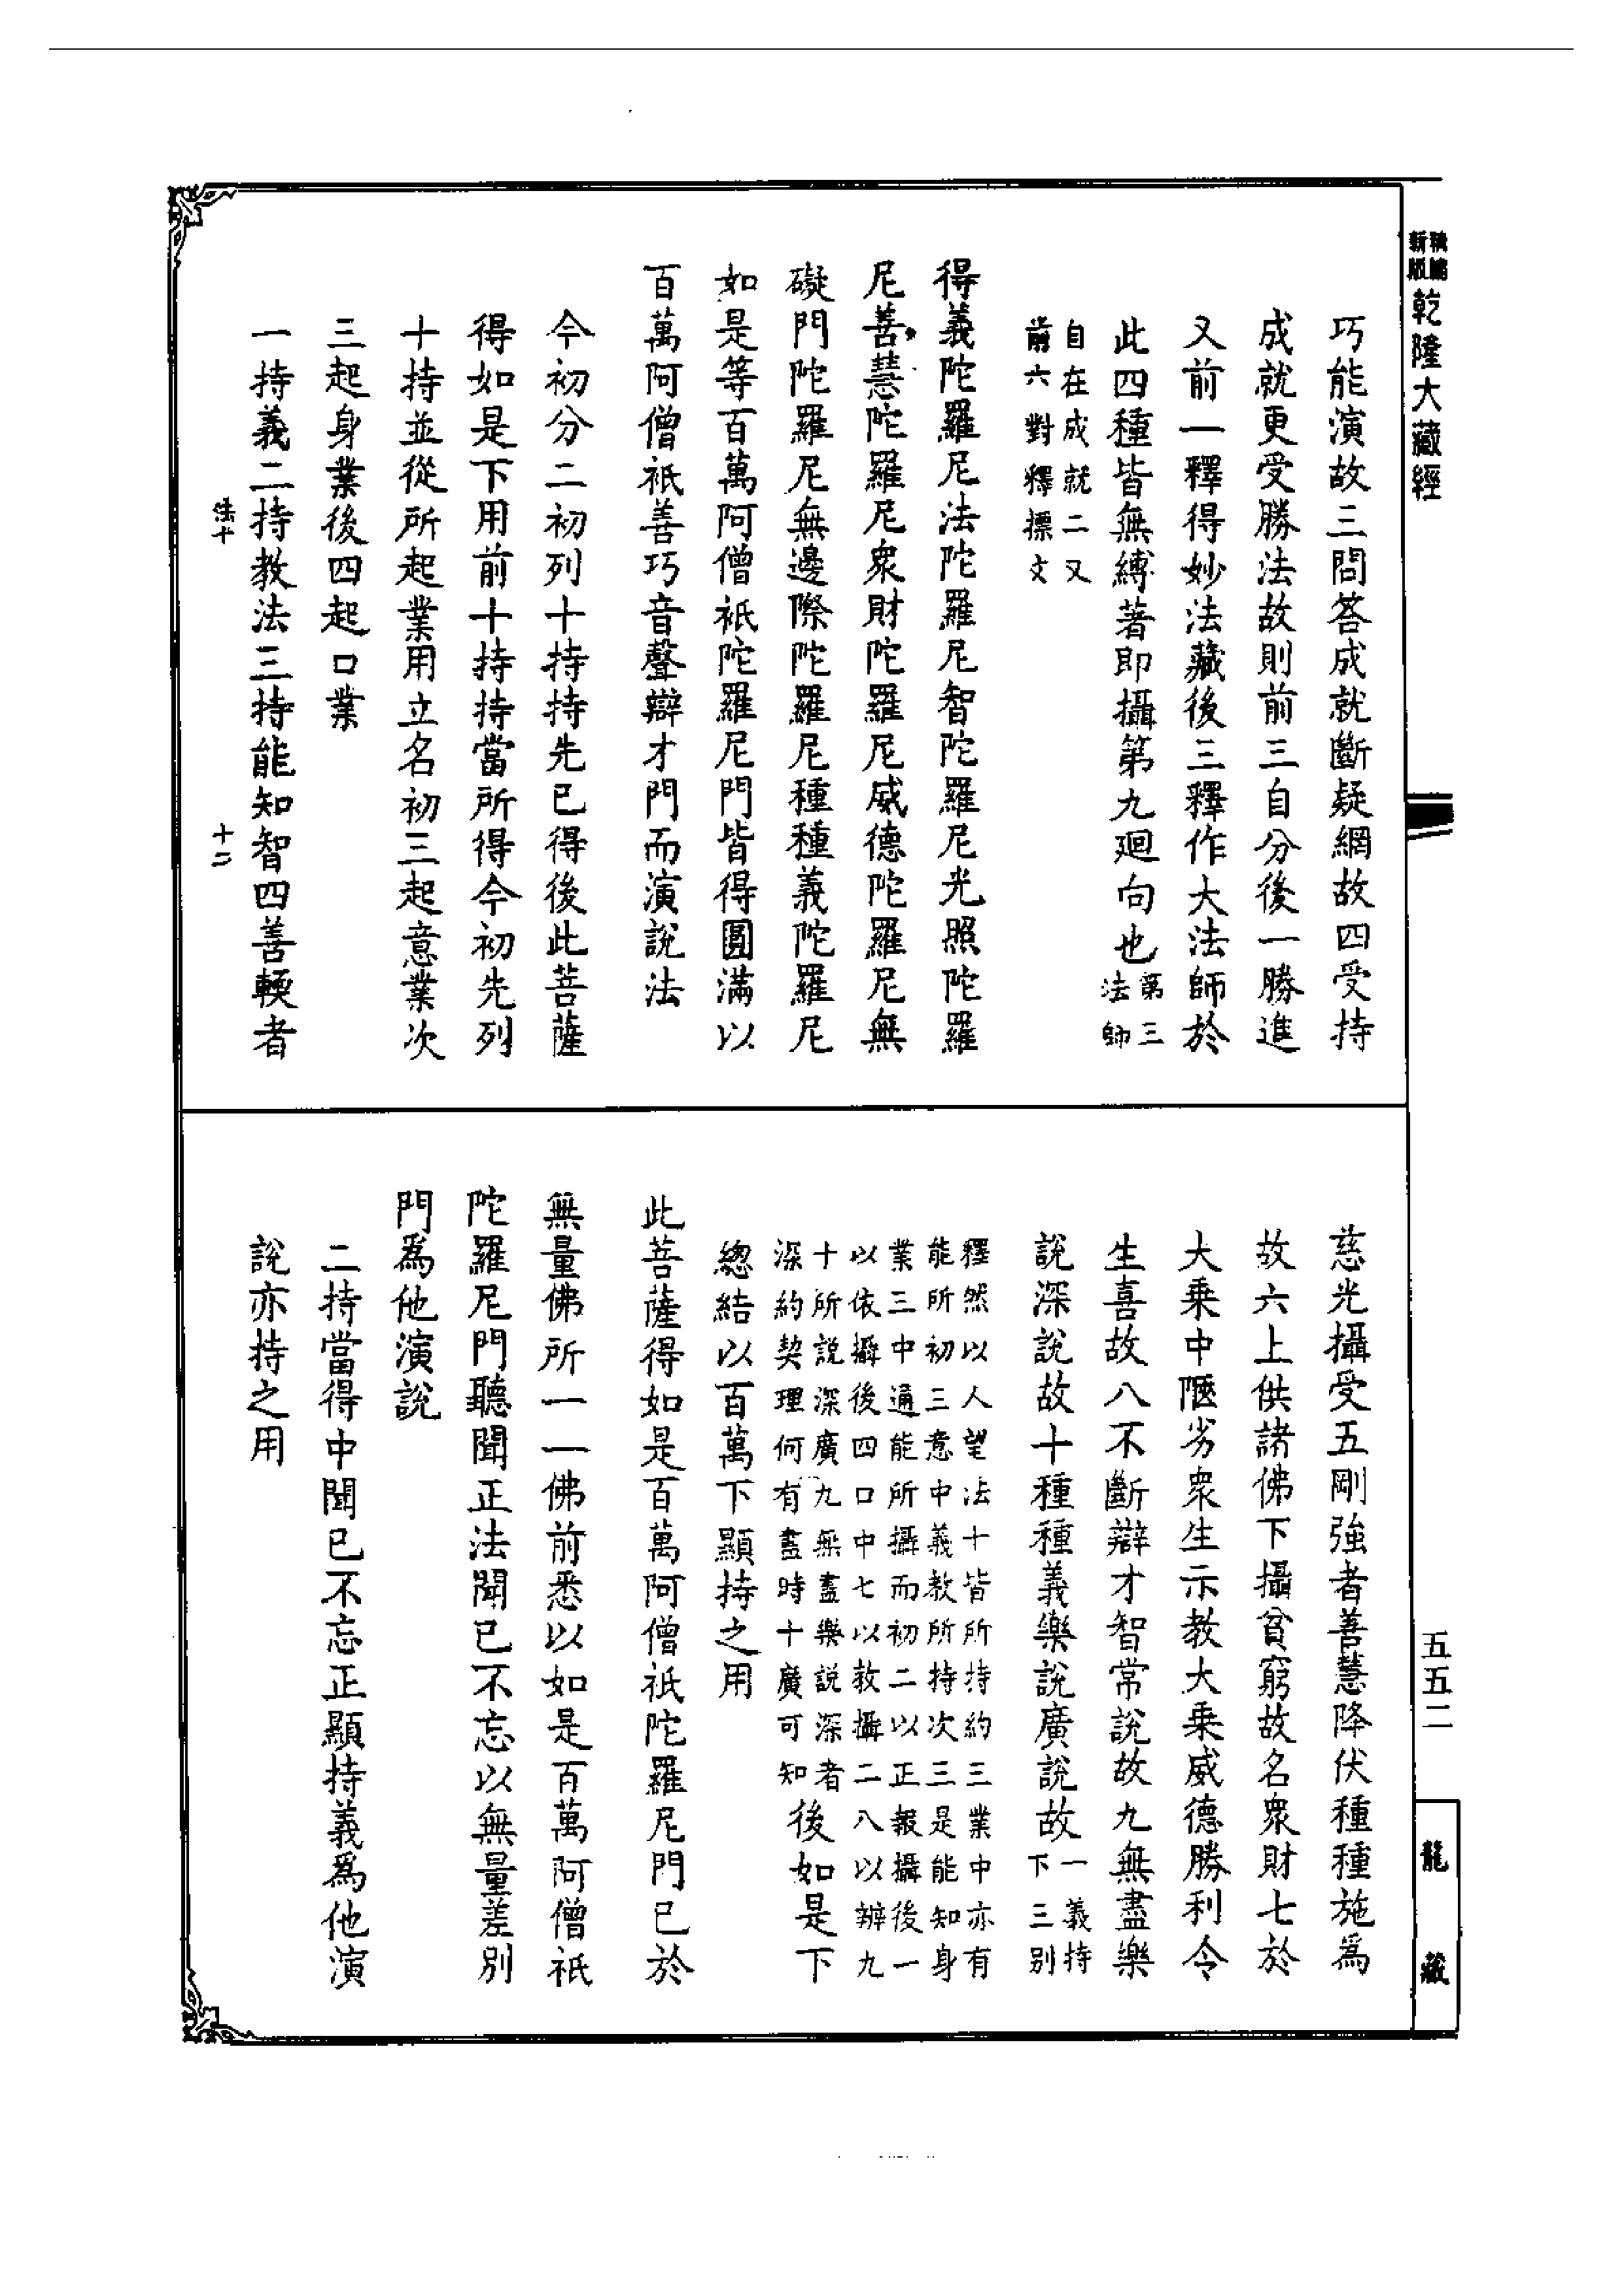 精編新版
乾隆大藏經
巧能演故三問答成就斷疑網故四受持
成就更受勝法故則前三自分後一勝進
又前一釋得妙法藏後三釋作大法師於
此四種皆無縛著即攝第九廻向也第三
法師
自在成就二又
前六對釋標文
得義陀羅尼法陀羅尼智陀羅尼光照陀羅
尼善慧陀羅尼衆財陀羅尼威德陀羅尼無
礙門陀羅尼無邊際陀羅尼種種義陀羅尼
如是等百萬阿僧祇陀羅尼門皆得圓滿以
百萬阿僧祇善巧音聲辯才門而演說法
今初分二初列十持持先已得後此菩薩
得如是下用前十持持當所得今初先列
十持並從所起業用立名初三起意業次
三起身業後四起口業
一持義二持教法三持能知智四善輭者
法十
十二
慈光攝受五剛強者善慧降伏種種施為
故六上供諸佛下攝貧窮故名衆財七於
大乘中陿劣衆生示教大乘威德勝利令
生喜故八不斷辯才智常說故九無盡樂
說深說故十種種義樂說廣說故一義持
下三別
釋然以人望法十皆所持約三業中亦有
能所初三意中義教所持次三是能知身
業三中通能所攝而初二以正報攝後一
以依攝後四口中七以教攝二八以辨九
十所說深廣九無盡樂說深者
深約契理何有盡時十廣可知
後如是下
總結以百萬下顯持之用
此菩薩得如是百萬阿僧祇陀羅尼門已於
無量佛所一一佛前悉以如是百萬阿僧祇
陀羅尼門聽聞正法聞已不忘以無量差別
門爲他演說
二持當得中聞已不忘正顯持義爲他演
說亦持之用
五五二
龍藏